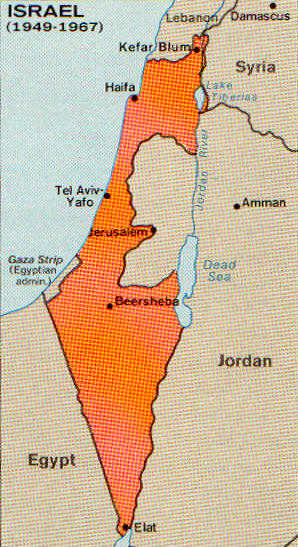 ISRAEL
(1949-1967)
Lebanon
Damascus
Kefar Blum
Syria
Haifa
Lake
Tiberias
Jordan River
Tel Aviv-
Yafo
Amman
Jerusalem
Gaza Strip
(Egyptian
admin.)
Dead
Sea
Beersheba
Jordan
Egypt
Elat